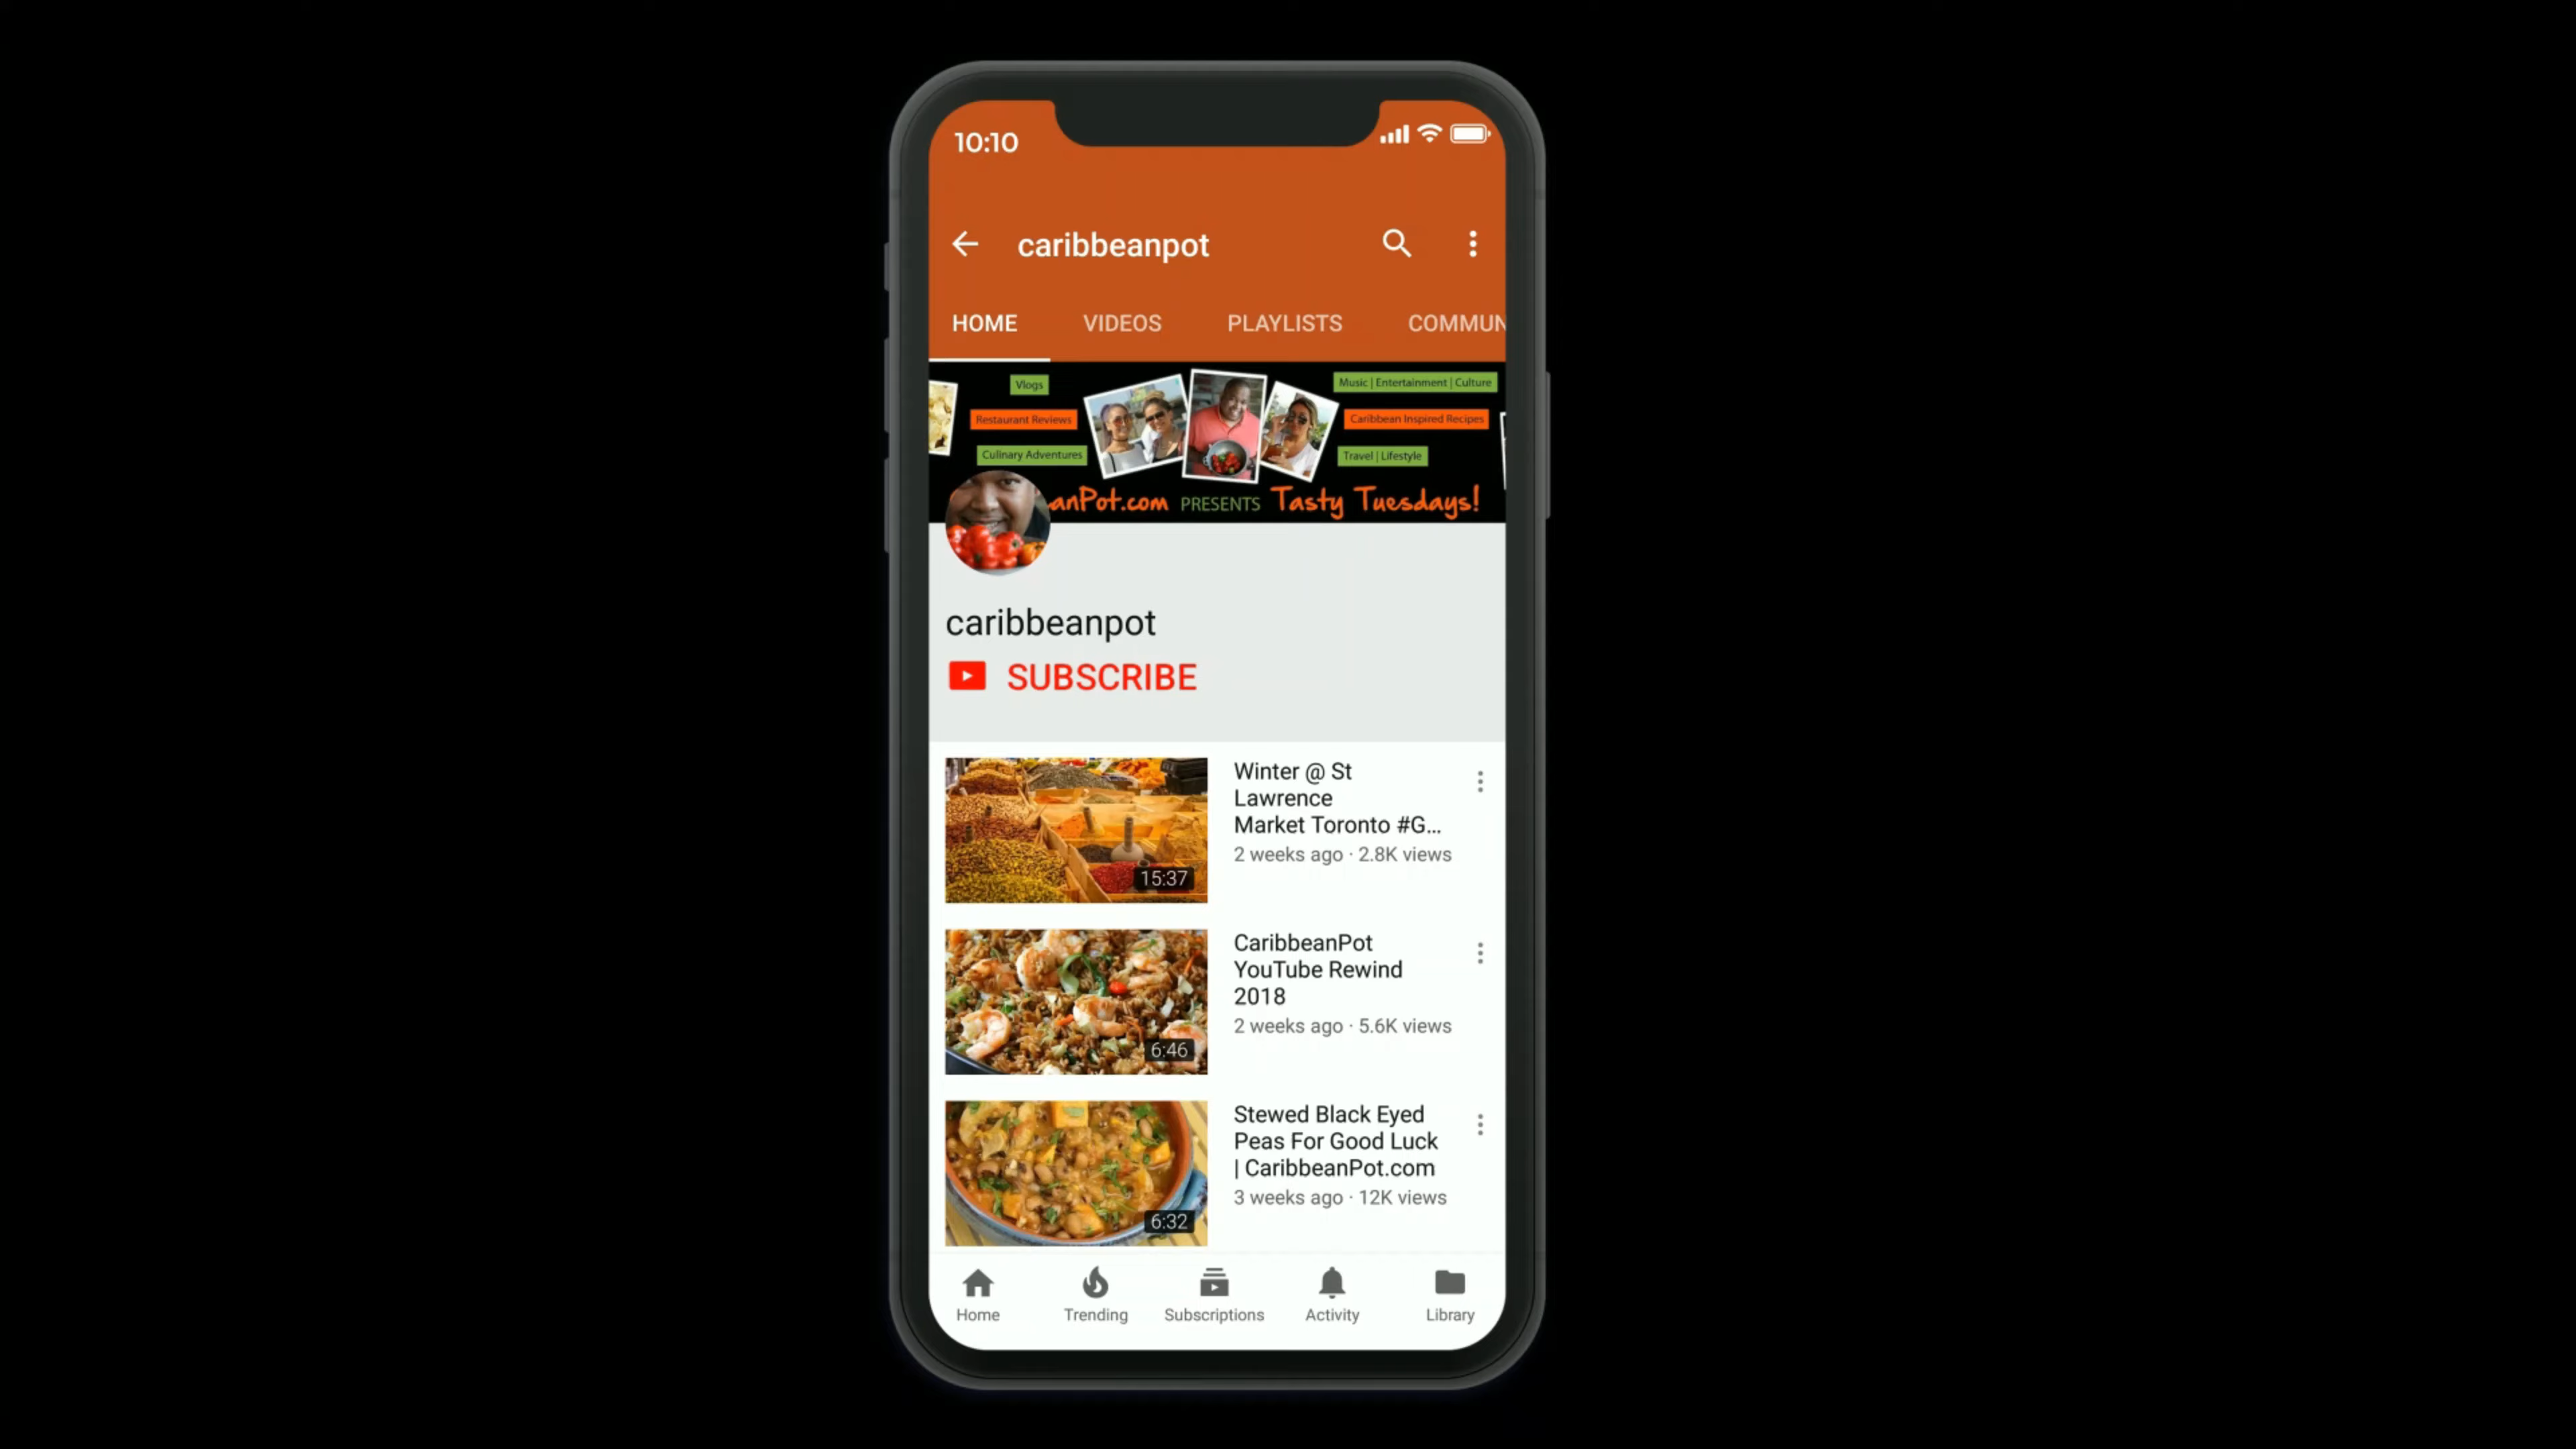 10:10
caribbeanpot
HOME VIDEOS PLAYLISTS COMMUN
Vlogs
Restaurant Reviews
Culinary Adventures
Music | Entertainment | Culture
Caribbean Inspired Recipes
Travel | Lifestyle
anPot.com PRESENTS Tasty Tuesdays!
caribbeanpot
SUBSCRIBE
Winter @ St
Lawrence
Market Toronto #G...
2 weeks ago · 2.8K views
15:37
CaribbeanPot
YouTube Rewind
2018
2 weeks ago · 5.6K views
6:46
Stewed Black Eyed
Peas For Good Luck
| CaribbeanPot.com
3 weeks ago · 12K views
6:32
Home Trending Subscriptions Activity Library